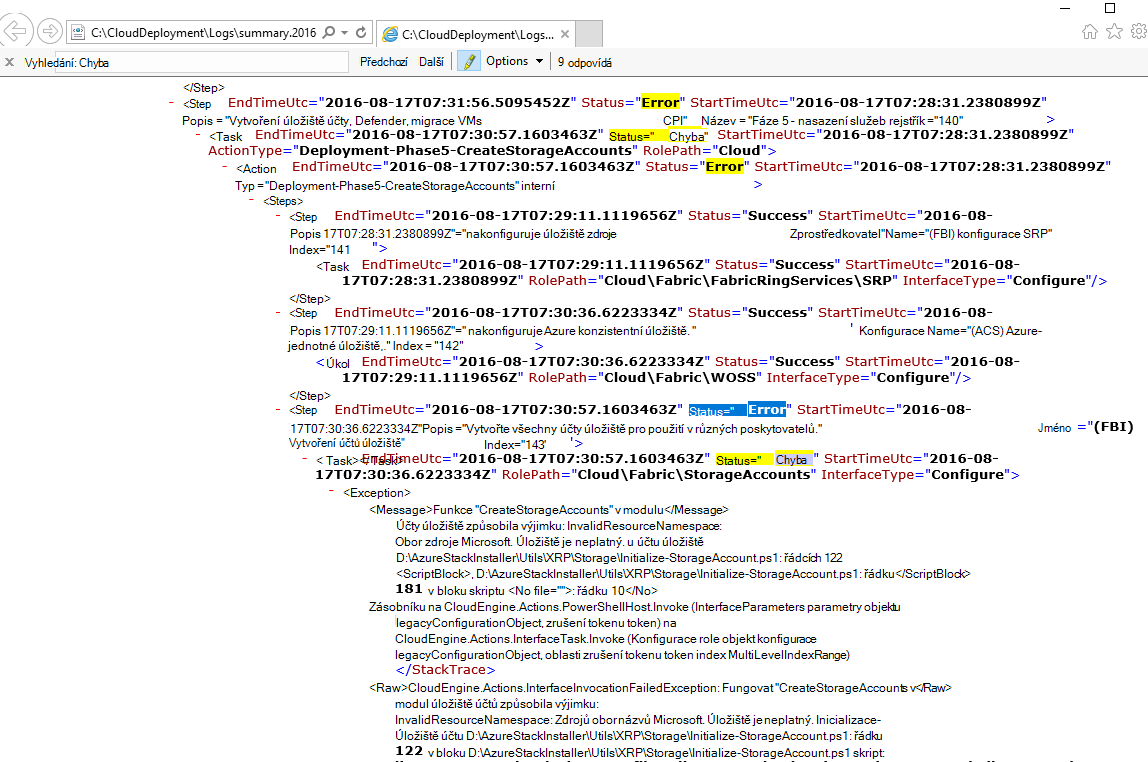 C:\CloudDeployment\Logs\summary.2016
C:\CloudDeployment\Logs...
Vyhledání: Chyba
Předchozí Další Options 9 odpovídá
</Step>
- <Step EndTimeUtc="2016-08-17T07:31:56.5095452Z" Status="Error" StartTimeUtc="2016-08-17T07:28:31.2380899Z"
Popis = "Vytvoření úložiště účty, Defender, migrace VMs CPI" Název = "Fáze 5 - nasazení služeb rejstřík ="140" >
- <Task EndTimeUtc="2016-08-17T07:30:57.1603463Z" Status=" Chyba" StartTimeUtc="2016-08-17T07:28:31.2380899Z
ActionType="Deployment-Phase5-CreateStorageAccounts" RolePath="Cloud">
- <Action EndTimeUtc="2016-08-17T07:30:57.1603463Z" Status="Error" StartTimeUtc="2016-08-17T07:28:31.2380899Z"
Typ ="Deployment-Phase5-CreateStorageAccounts" interní >
- <Steps>
- <Step EndTimeUtc="2016-08-17T07:29:11.1119656Z" Status="Success" StartTimeUtc="2016-08-
Popis 17T07:28:31.2380899Z"="nakonfiguruje úložiště zdroje Zprostředkovatel"Name="(FBI) konfigurace SRP"
Index="141 ">
<Task EndTimeUtc="2016-08-17T07:29:11.1119656Z" Status="Success" StartTimeUtc="2016-08-
17T07:28:31.2380899Z" RolePath="Cloud\Fabric\FabricRingServices\SRP" InterfaceType="Configure"/>
</Step>
- <Step EndTimeUtc="2016-08-17T07:30:36.6223334Z" Status="Success" StartTimeUtc="2016-08-
Popis 17T07:29:11.1119656Z"=" nakonfiguruje Azure konzistentní úložiště. " ' Konfigurace Name="(ACS) Azure-
jednotné úložiště,." Index = "142" >
<Úkol EndTimeUtc="2016-08-17T07:30:36.6223334Z" Status="Success" StartTimeUtc="2016-08-
17T07:29:11.1119656Z" RolePath="Cloud\Fabric\WOSS" InterfaceType="Configure"/>
</Step>
- <Step EndTimeUtc="2016-08-17T07:30:57.1603463Z" Status=" Error" StartTimeUtc="2016-08-
17T07:30:36.6223334Z"Popis ="Vytvořte všechny účty úložiště pro použití v různých poskytovatelů." Jméno ="(FBI)
Vytvoření účtů úložiště" Index="143' '>
- < Task></Task> EndTimeUtc="2016-08-17T07:30:57.1603463Z" Status=" Chyba " StartTimeUtc="2016-08-
17T07:30:36.6223334Z" RolePath="Cloud\Fabric\StorageAccounts" InterfaceType="Configure">
- <Exception>
<Message>Funkce "CreateStorageAccounts" v modulu</Message>
Účty úložiště způsobila výjimku: InvalidResourceNamespace:
Obor zdroje Microsoft. Úložiště je neplatný. u účtu úložiště
D:\AzureStackInstaller\Utils\XRP\Storage\Initialize-StorageAccount.ps1: řádcích 122
<ScriptBlock>, D:\AzureStackInstaller\Utils\XRP\Storage\Initialize-StorageAccount.ps1: řádku</ScriptBlock>
181 v bloku skriptu <No file="">: řádku 10</No>
Zásobníku na CloudEngine.Actions.PowerShellHost.Invoke (InterfaceParameters parametry objektu
legacyConfigurationObject, zrušení tokenu token) na
CloudEngine.Actions.InterfaceTask.Invoke (Konfigurace role objekt konfigurace
legacyConfigurationObject, oblasti zrušení tokenu token index MultiLevelIndexRange)
</StackTrace>
<Raw>CloudEngine.Actions.InterfaceInvocationFailedException: Fungovat "CreateStorageAccounts v</Raw>
modul úložiště účtů způsobila výjimku:
InvalidResourceNamespace: Zdrojů obor názvů Microsoft. Úložiště je neplatný. Inicializace-
Úložiště účtu D:\AzureStackInstaller\Utils\XRP\Storage\Initialize-StorageAccount.ps1: řádku
122 v bloku D:\AzureStackInstaller\Utils\XRP\Storage\Initialize-StorageAccount.ps1 skript: